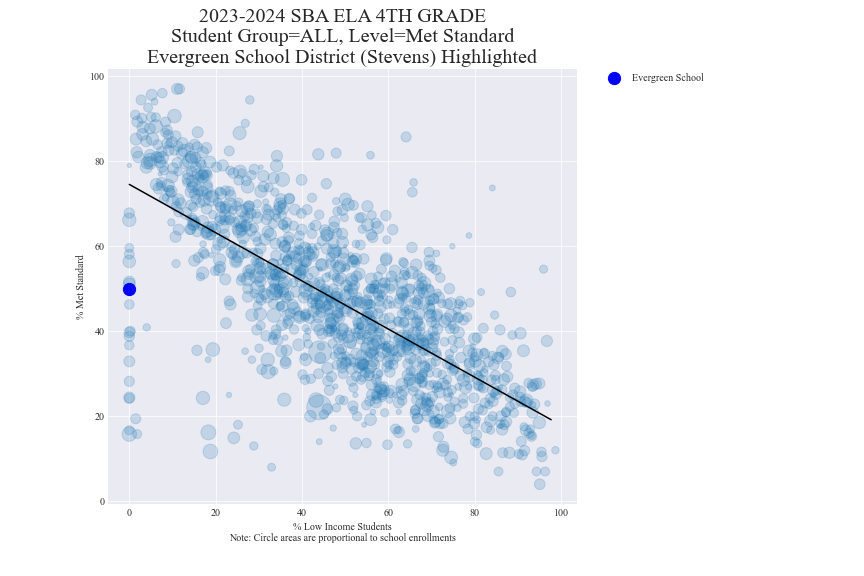 2023-2024 SBA ELA 4TH GRADE
Student Group=ALL, Level=Met Standard
Evergreen School District (Stevens) Highlighted
Evergreen School
100
80
60
40
20
0
% Met Standard
0 20 40 60 80 100
% Low Income Students
Note: Circle areas are proportional to school enrollments